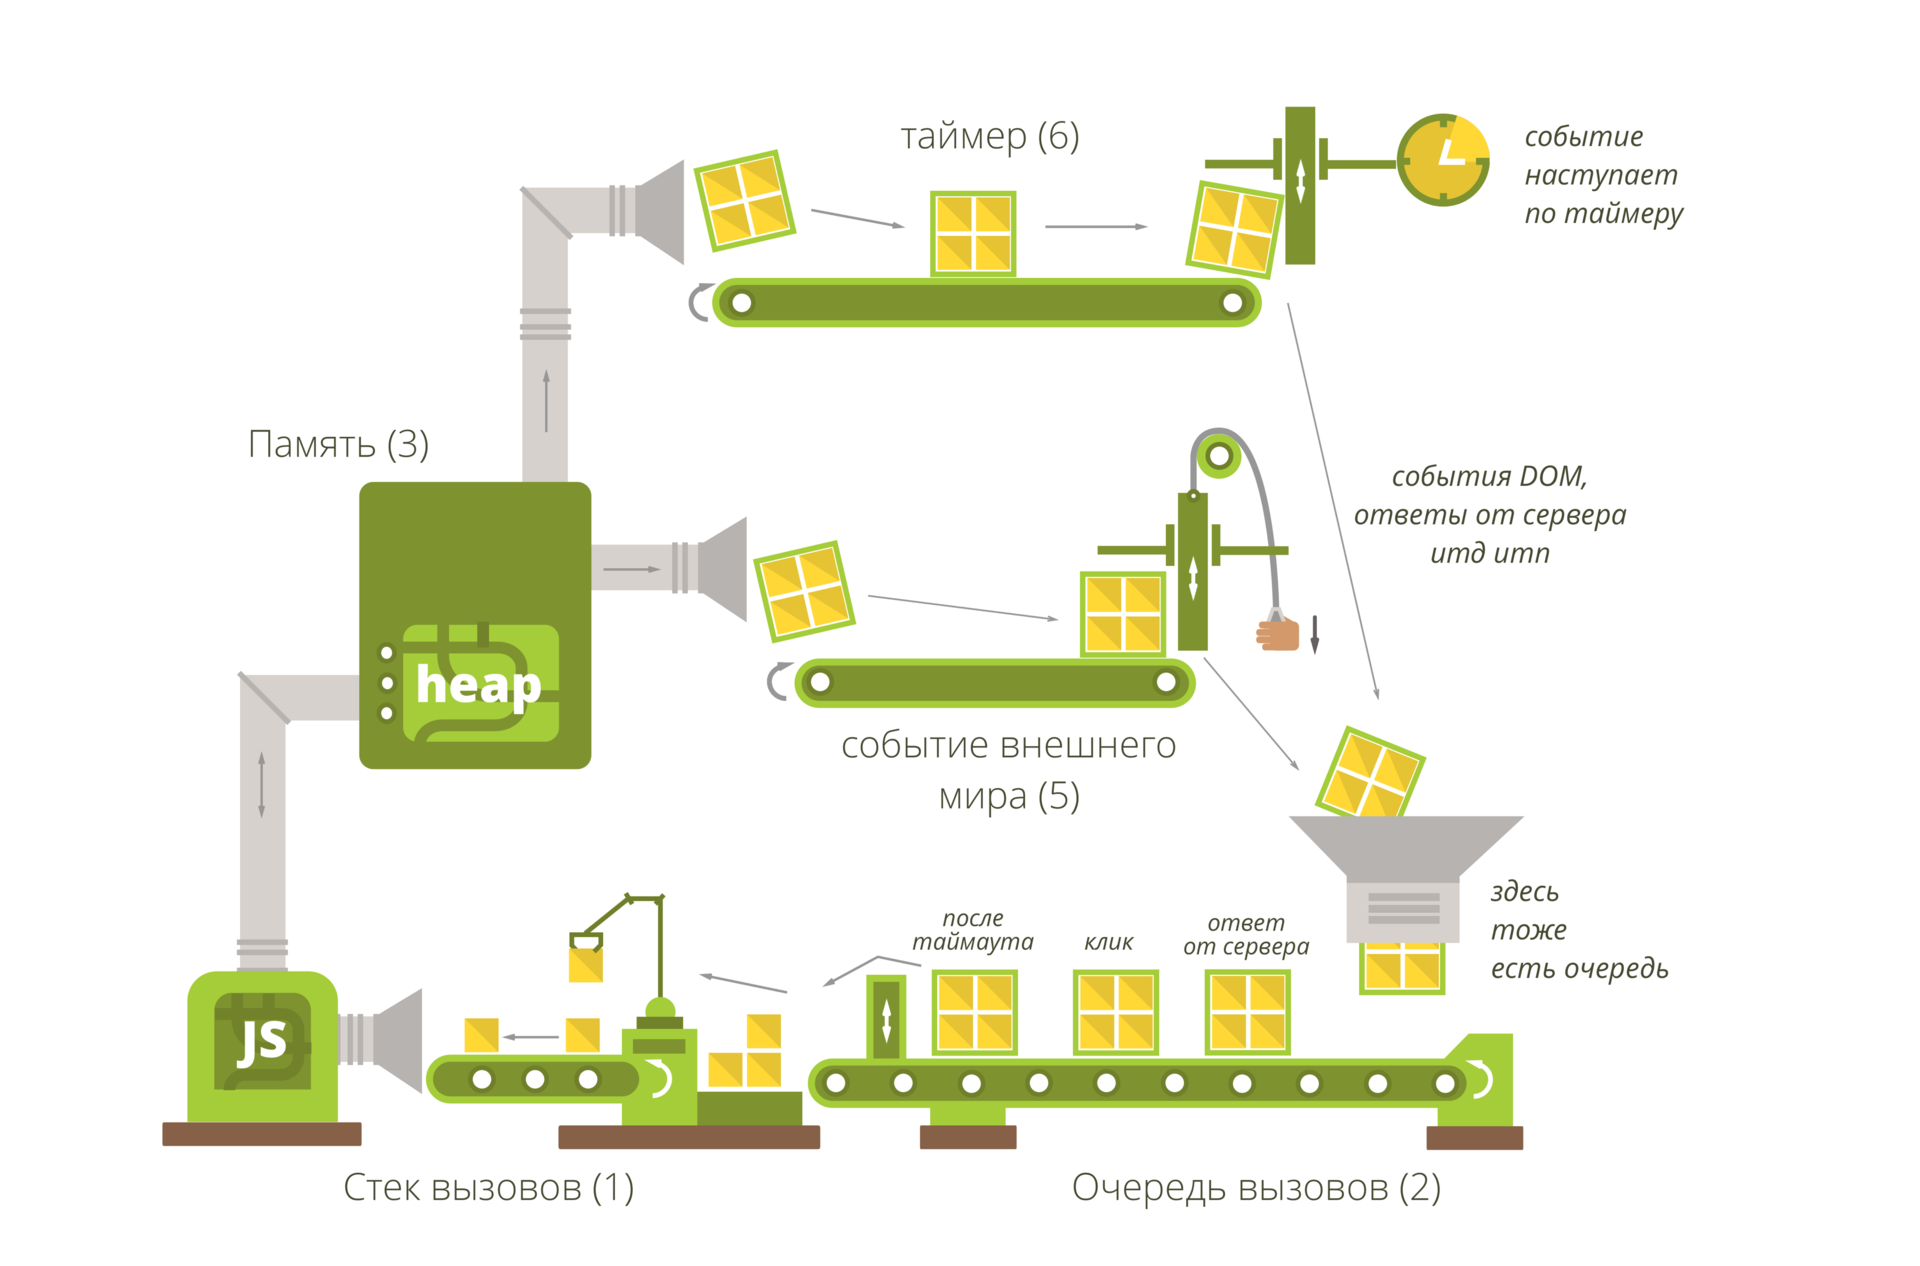 таймер (6)
событие
наступает
по таймеру
Память (3)
события DOM,
ответы от сервера
итд итп
heap
событие внешнего
мира (5)
здесь
тоже
есть очередь
после
таймаута
клик
ответ
от сервера
JS
Стек вызовов (1)
Очередь вызовов (2)